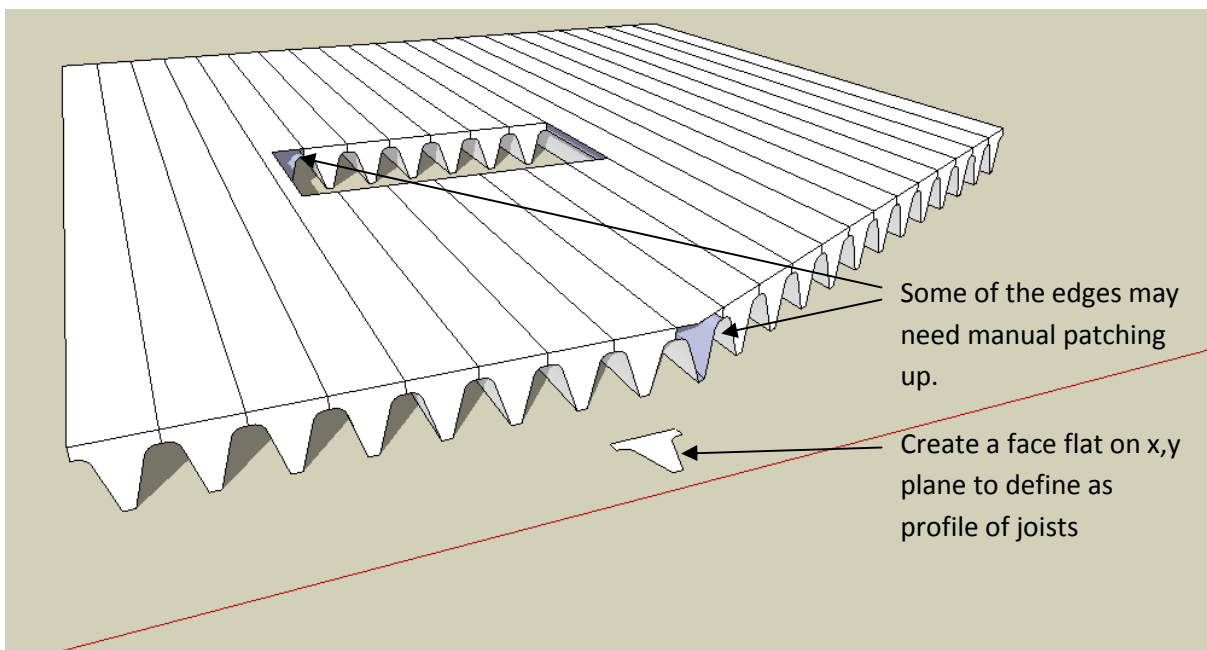 Some of the edges may
need manual patching
up.
Create a face flat on x,y
plane to define as
profile of joists